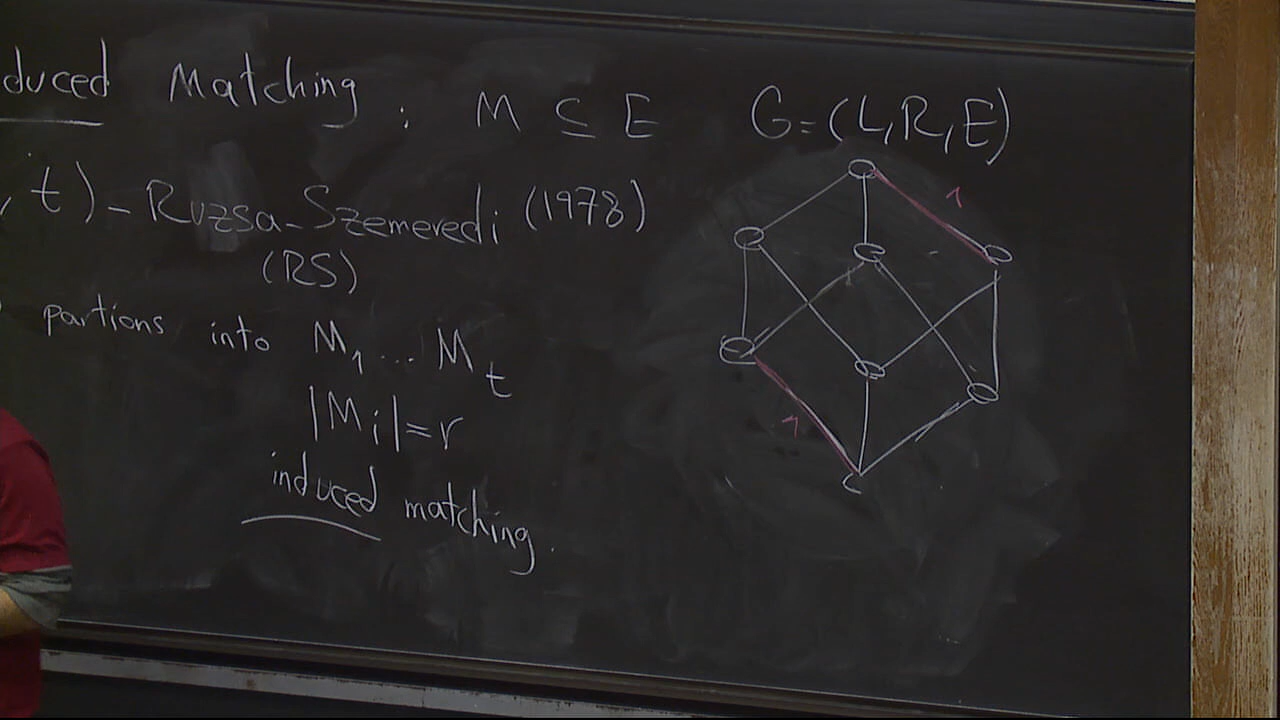 duced Matching : M ⊆ E G=(L,R,E)
,t)-Ruzsa-Szemeredi (1978)
(RS)
partions into M₁...Mₜ
|Mᵢ|=r
induced matching.
1
1